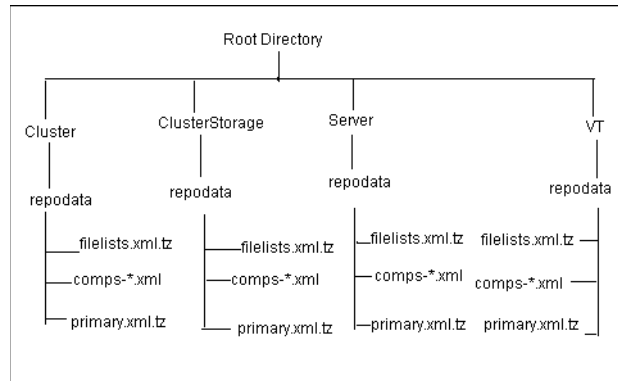 Root Directory
Cluster
ClusterStorage
Server
VT
repodata
repodata
repodata
repodata
filelists.xml.tz
filelists.xml.tz
filelists.xml.tz
filelists.xml.tz
comps-*.xml
comps-*.xml
comps-*.xml
comps-*.xml
primary.xml.tz
primary.xml.tz
primary.xml.tz
primary.xml.tz